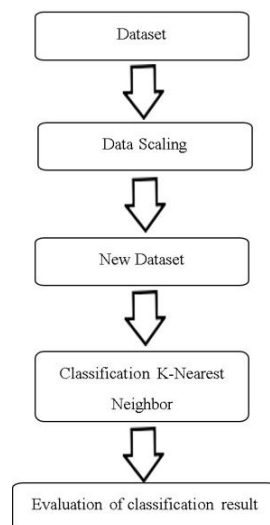 Dataset
Data Scaling
New Dataset
Classification K-Nearest
Neighbor
Evaluation of classification result